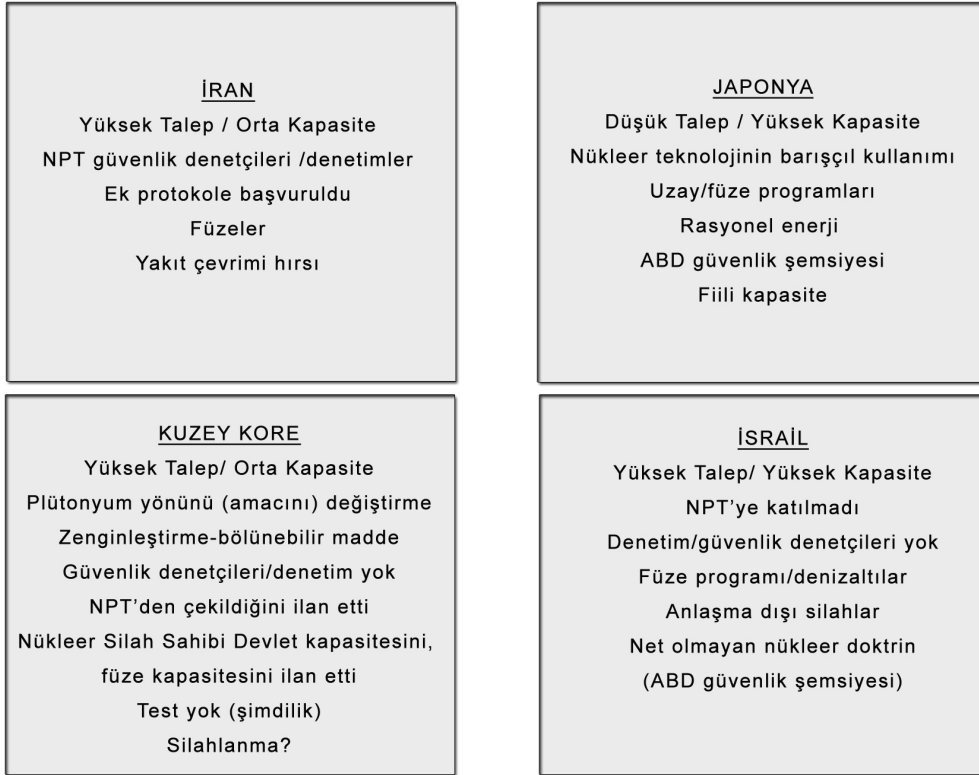 İRAN
Yüksek Talep / Orta Kapasite
NPT güvenlik denetçileri /denetimler
Ek protokole başvuruldu
Füzeler
Yakıt çevrimi hırsı
JAPONYA
Düşük Talep / Yüksek Kapasite
Nükleer teknolojinin barışçıl kullanımı
Uzay/füze programları
Rasyonel enerji
ABD güvenlik şemsiyesi
Fiili kapasite
KUZEY KORE
Yüksek Talep/ Orta Kapasite
Plütonyum yönünü (amacını) değiştirme
Zenginleştirme-bölünebilir madde
Güvenlik denetçileri/denetim yok
NPT’den çekildiğini ilan etti
Nükleer Silah Sahibi Devlet kapasitesini,
füze kapasitesini ilan etti
Test yok (şimdilik)
Silahlanma?
İSRAİL
Yüksek Talep/ Yüksek Kapasite
NPT’ye katılmadı
Denetim/güvenlik denetçileri yok
Füze programı/denizaltılar
Anlaşma dışı silahlar
Net olmayan nükleer doktrin
(ABD güvenlik şemsiyesi)